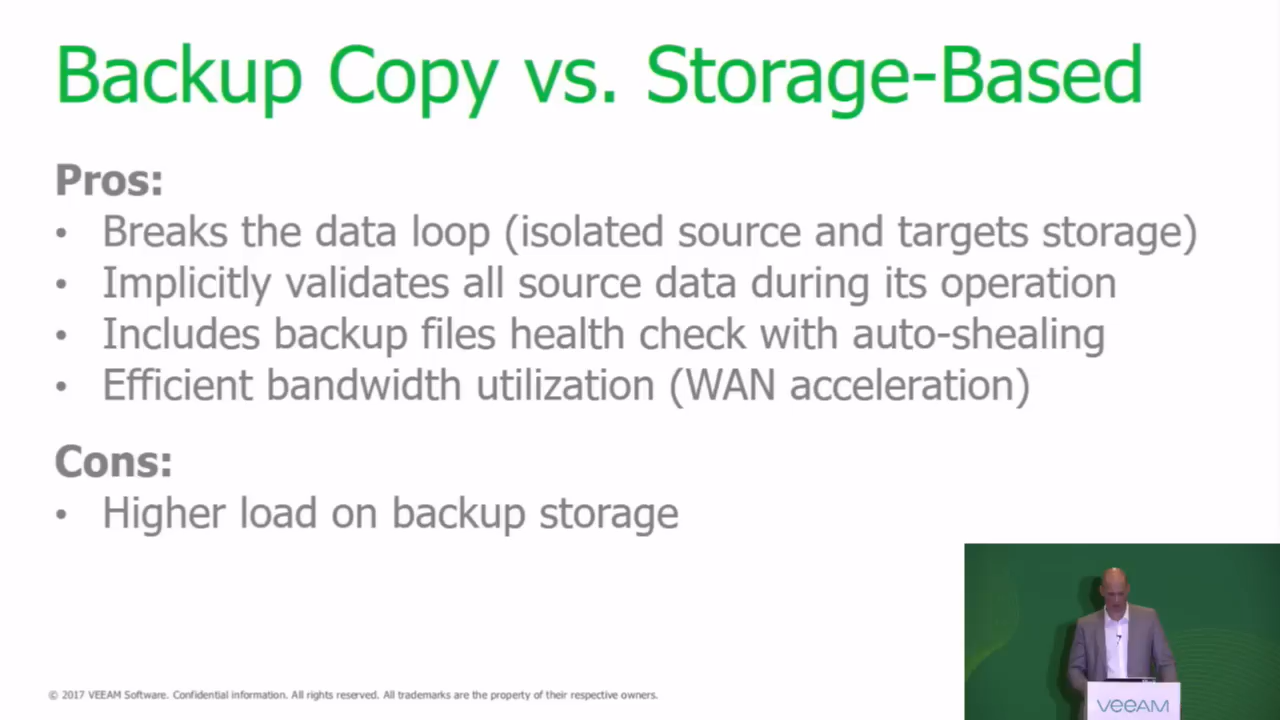 Backup Copy vs. Storage-Based
Pros:
• Breaks the data loop (isolated source and targets storage)
• Implicitly validates all source data during its operation
• Includes backup files health check with auto-shealing
• Efficient bandwidth utilization (WAN acceleration)
Cons:
• Higher load on backup storage
© 2017 VEEAM Software. Confidential information. All rights reserved. All trademarks are the property of their respective owners.
veeAM